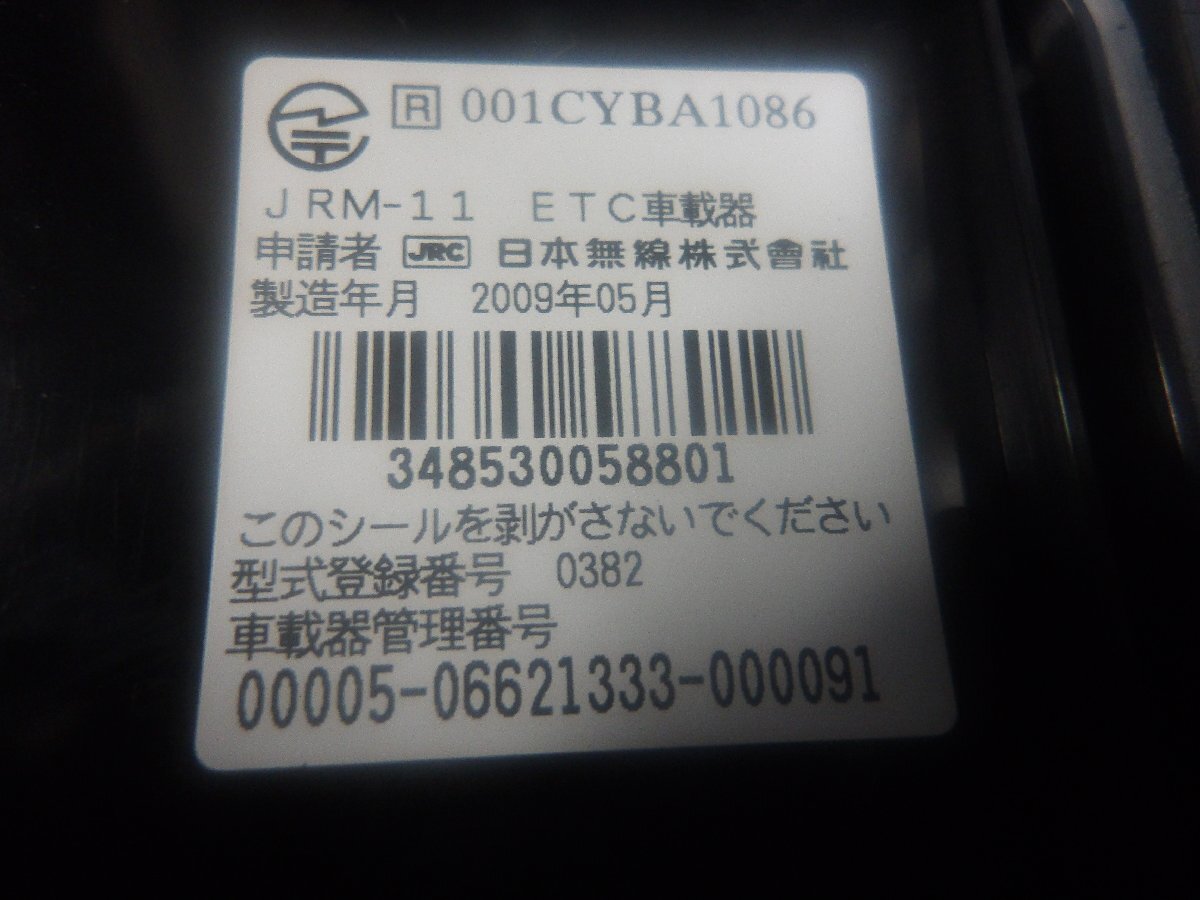 R 001CYBA1086
JRM-11 ETC車載器
申請者 JRC 日本無線株式會社
製造年月 2009年05月
348530058801
このシールを剥がさないでください
型式登録番号 0382
車載器管理番号
00005-06621333-000091